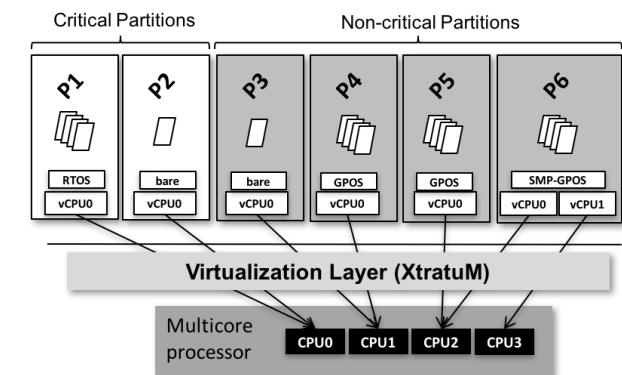 Critical Partitions Non-critical Partitions
P1 P2 P3 P4 P5 P6
RTOS bare bare GPOS GPOS SMP-GPOS
vCPU0 vCPU0 vCPU0 vCPU0 vCPU0 vCPU0 vCPU1
Virtualization Layer (XtratuM)
Multicore
processor
CPU0 CPU1 CPU2 CPU3